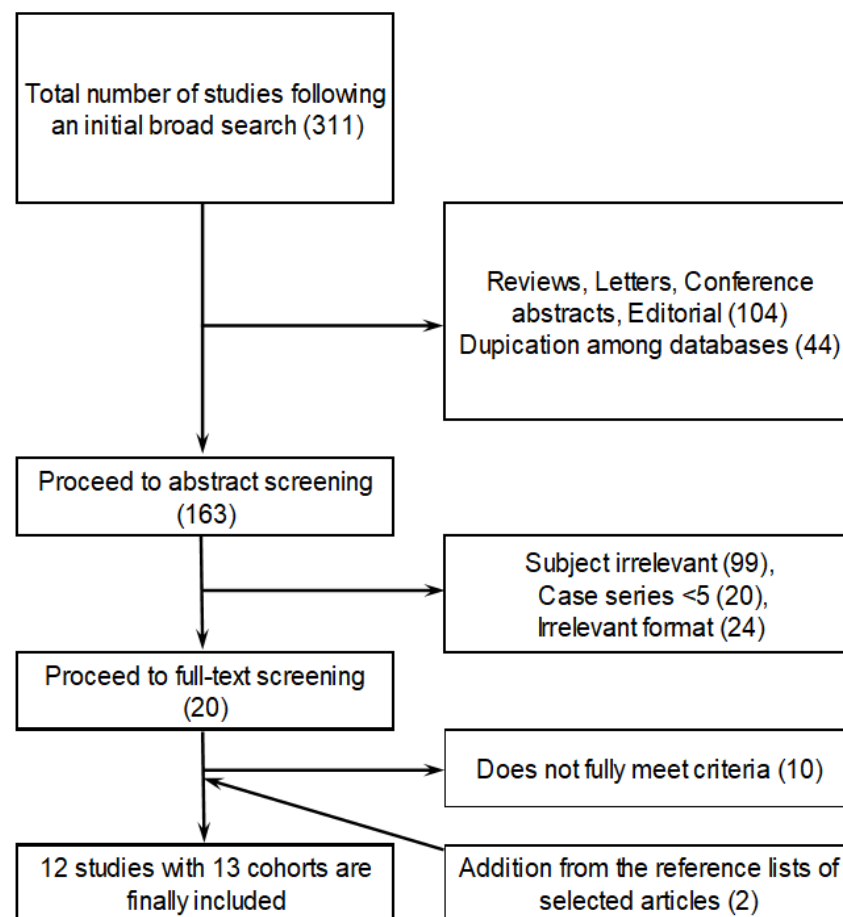 Total number of studies following
an initial broad search (311)
Reviews, Letters, Conference
abstracts, Editorial (104)
Dupication among databases (44)
Proceed to abstract screening
(163)
Subject irrelevant (99),
Case series <5 (20),
Irrelevant format (24)
Proceed to full-text screening
(20)
Does not fully meet criteria (10)
12 studies with 13 cohorts are
finally included
Addition from the reference lists of
selected articles (2)